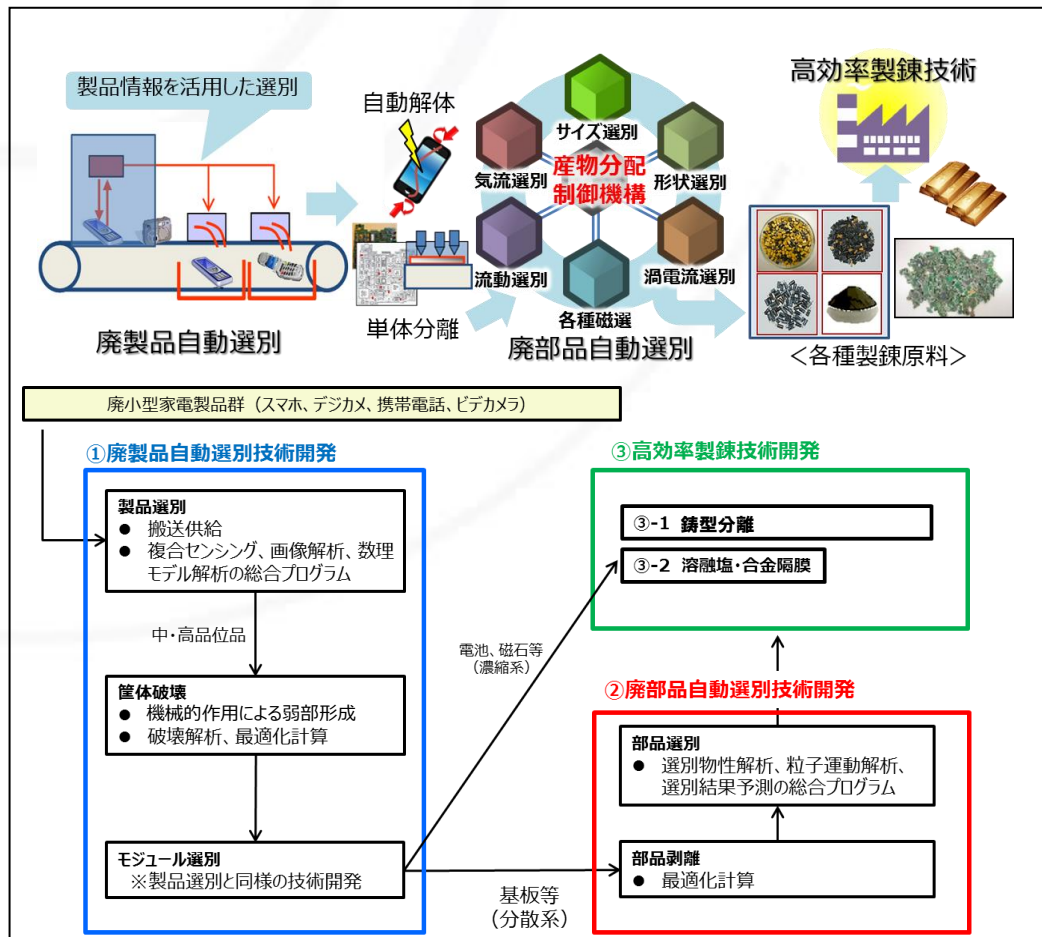 製品情報を活用した選別
廃製品自動選別
自動解体
単体分離
サイズ選別
気流選別
形状選別
産物分配
制御機構
流動選別
渦電流選別
各種磁選
廃部品自動選別
高効率製錬技術
<各種製錬原料>
廃小型家電製品群（スマホ、デジカメ、携帯電話、ビデカメラ）
①廃製品自動選別技術開発
製品選別
● 搬送供給
● 複合センシング、画像解析、数理
モデル解析の総合プログラム
中・高品位品
筐体破壊
● 機械的作用による弱部形成
● 破壊解析、最適化計算
モジュール選別
※製品選別と同様の技術開発
電池、磁石等
（濃縮系）
基板等
（分散系）
③高効率製錬技術開発
③-1 鋳型分離
③-2 溶融塩・合金隔膜
②廃部品自動選別技術開発
部品選別
● 選別物性解析、粒子運動解析、
選別結果予測の総合プログラム
部品剥離
● 最適化計算